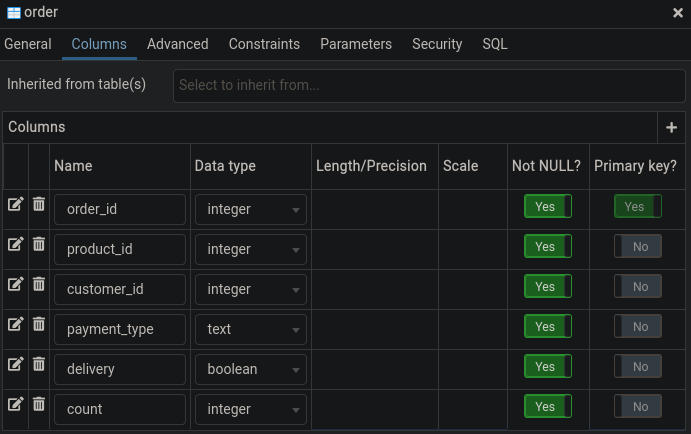 order
General Columns Advanced Constraints Parameters Security SQL
Inherited from table(s) Select to inherit from...
Columns
Name Data type Length/Precision Scale Not NULL? Primary key?
order_id integer Yes Yes
product_id integer Yes No
customer_id integer Yes No
payment_type text Yes No
delivery boolean Yes No
count integer Yes No